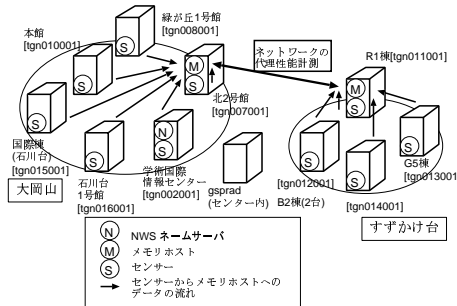 緑が丘1号館
[tgn008001]
本館
[tgn010001]
ネットワークの
代理性能計測
R1棟[tgn011001]
M
S
S
S
M
S
北2号館
[tgn007001]
国際棟
(石川台)
[tgn015001]
S
S
石川台
1号館
[tgn016001]
N
S
学術国際
情報センター
[tgn002001]
gsprad
(センター内)
大岡山
S
[tgn012001]
B2棟(2台)
S
[tgn014001]
S
G5棟
[tgn013001]
すずかけ台
N NWS ネームサーバ
M メモリホスト
S センサー
センサーからメモリホストへの
データの流れ